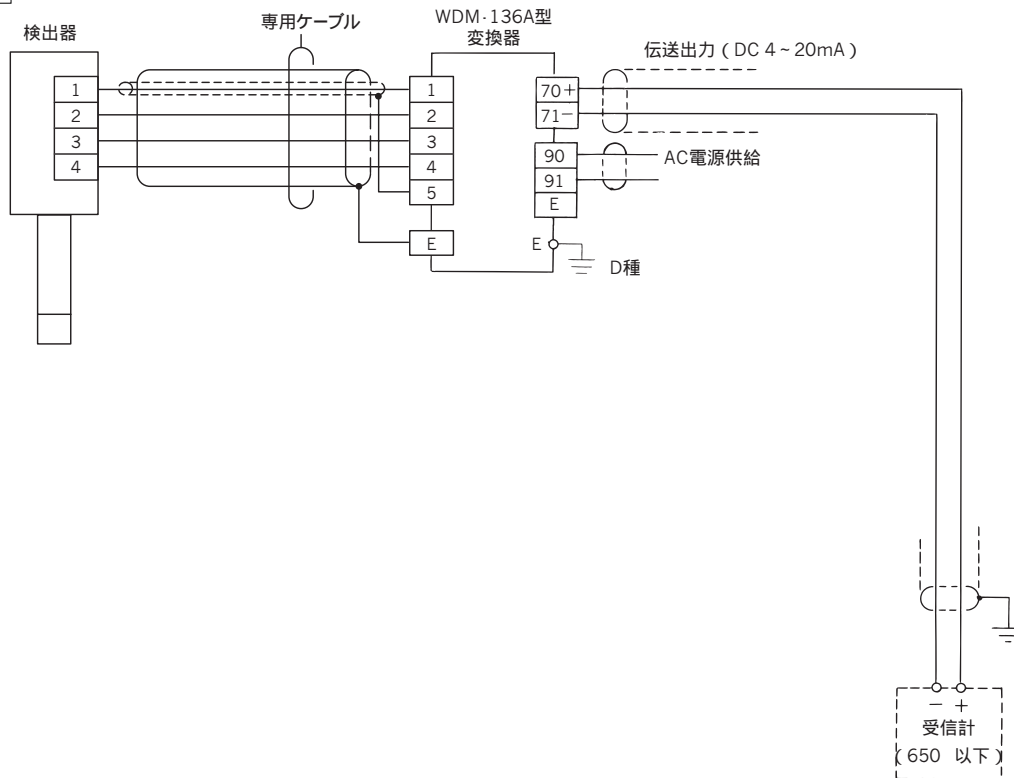 検出器
専用ケーブル
WDM-136A型
変換器
伝送出力(DC 4~20mA)
1
2
3
4
1
2
3
4
5
E
70+
71−
90
91
E
AC電源供給
E
D種
− +
受信計
(650 以下)